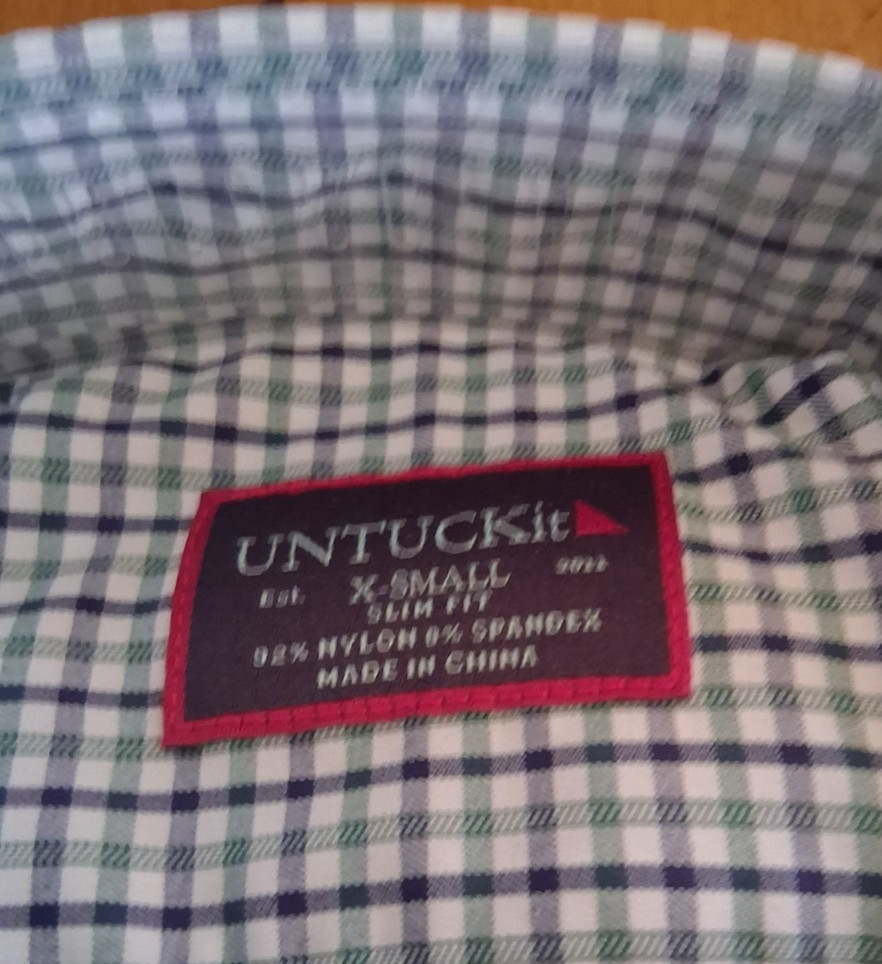 UNTUCKit
Est. X-SMALL 2011
SLIM FIT
92% NYLON 8% SPANDEX
MADE IN CHINA